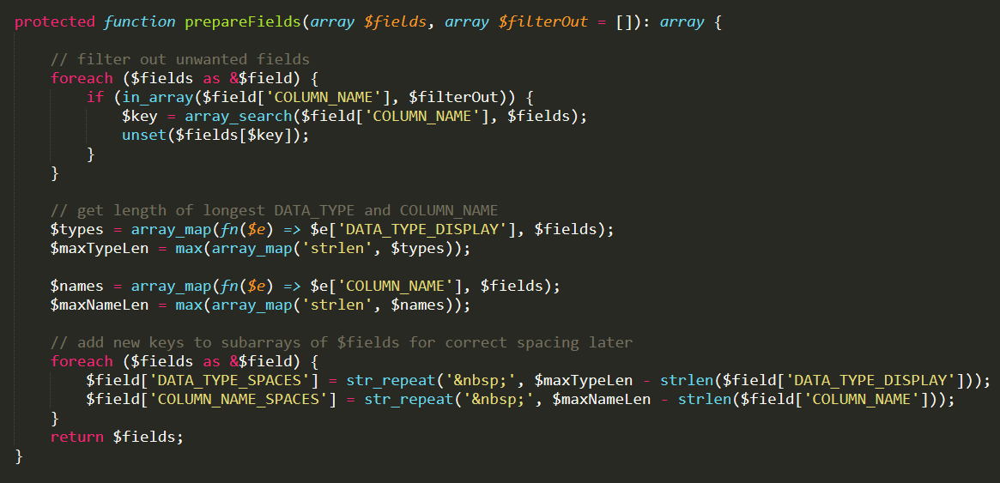 protected function prepareFields(array $fields, array $filterOut = []): array {
// filter out unwanted fields
foreach ($fields as &$field) {
if (in_array($field['COLUMN_NAME'], $filterOut)) {
$key = array_search($field['COLUMN_NAME'], $fields);
unset($fields[$key]);
}
}
// get length of longest DATA_TYPE and COLUMN_NAME
$types = array_map(fn($e) => $e['DATA_TYPE_DISPLAY'], $fields);
$maxTypeLen = max(array_map('strlen', $types));
$names = array_map(fn($e) => $e['COLUMN_NAME'], $fields);
$maxNameLen = max(array_map('strlen', $names));
// add new keys to subarrays of $fields for correct spacing later
foreach ($fields as &$field) {
$field['DATA_TYPE_SPACES'] = str_repeat('&nbsp;', $maxTypeLen - strlen($field['DATA_TYPE_DISPLAY']));
$field['COLUMN_NAME_SPACES'] = str_repeat('&nbsp;', $maxNameLen - strlen($field['COLUMN_NAME']));
}
return $fields;
}